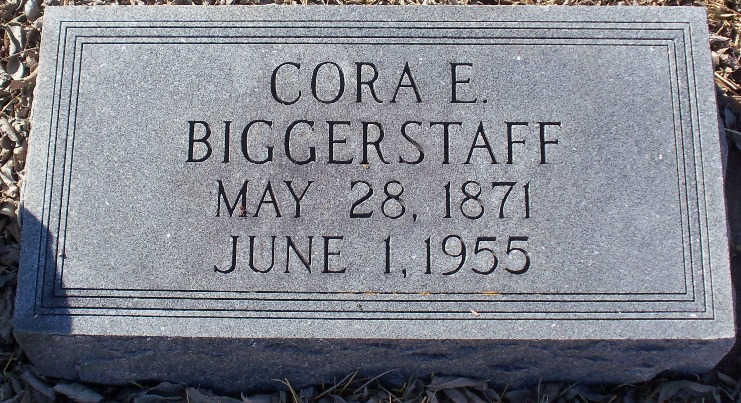 CORA E.
BIGGERSTAFF
MAY 28, 1871
JUNE 1, 1955